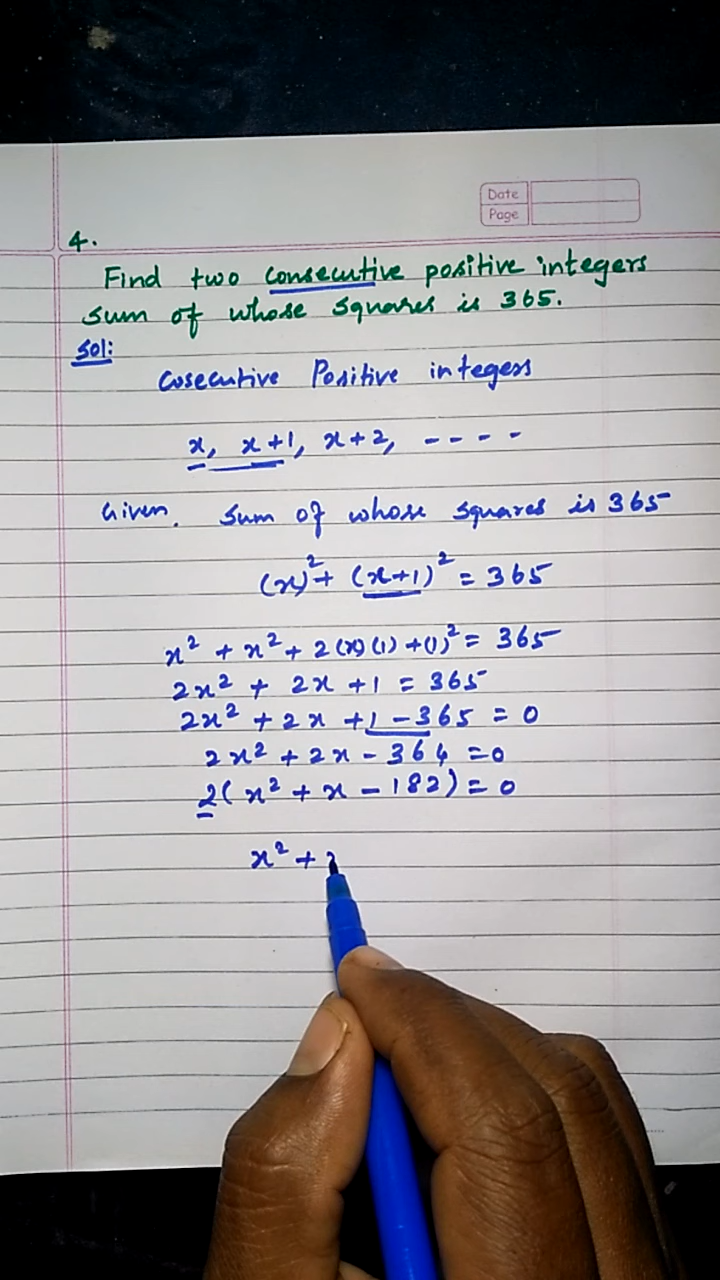 Date
Page
4.
Find two consecutive positive integers
sum of whose squares is 365.
Sol:
Cosecutive Positive integers
x, x+1, x+2, ----
Given, sum of whose squares is 365
(x)² + (x+1)² = 365
x² + x² + 2(x)(1) + (1)² = 365
2x² + 2x + 1 = 365
2x² + 2x + 1 - 365 = 0
2x² + 2x - 364 = 0
2(x² + x - 182) = 0
x² +